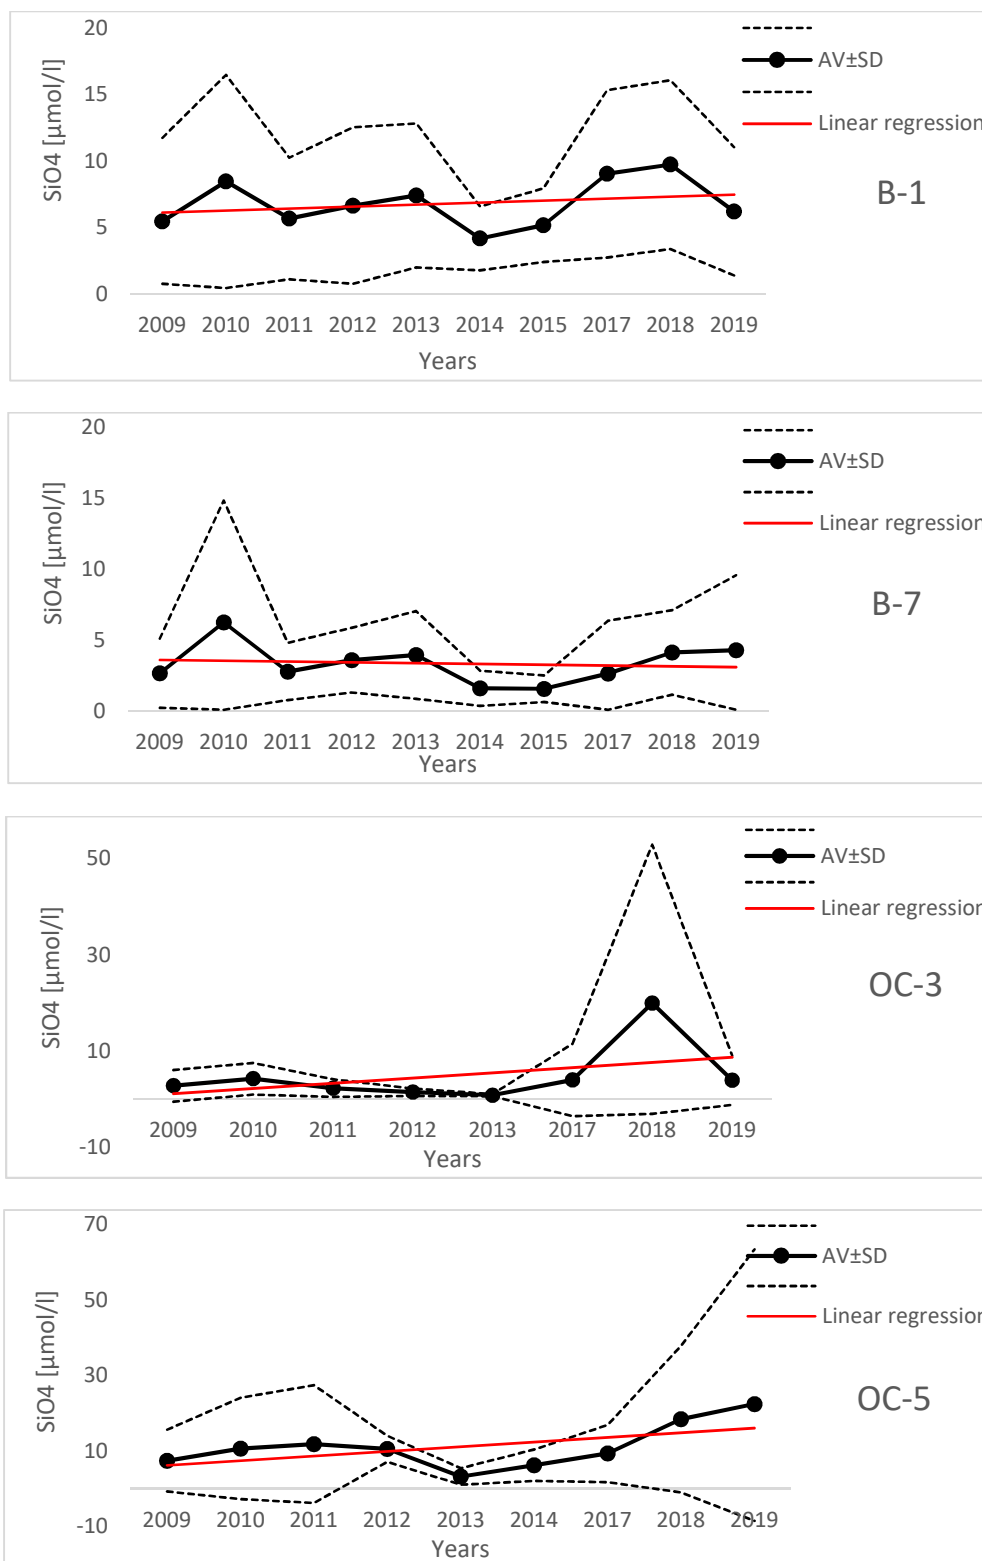 20
15
10
5
0
SiO4 [µmol/l]
AV±SD
Linear regression
B-1
2009 2010 2011 2012 2013 2014 2015 2017 2018 2019
Years
20
15
10
5
0
SiO4 [µmol/l]
AV±SD
Linear regression
B-7
2009 2010 2011 2012 2013 2014 2015 2017 2018 2019
Years
50
30
10
-10
SiO4 [µmol/l]
AV±SD
Linear regression
OC-3
2009 2010 2011 2012 2013 2017 2018 2019
Years
70
50
30
10
-10
SiO4 [µmol/l]
AV±SD
Linear regression
OC-5
2009 2010 2011 2012 2013 2014 2017 2018 2019
Years